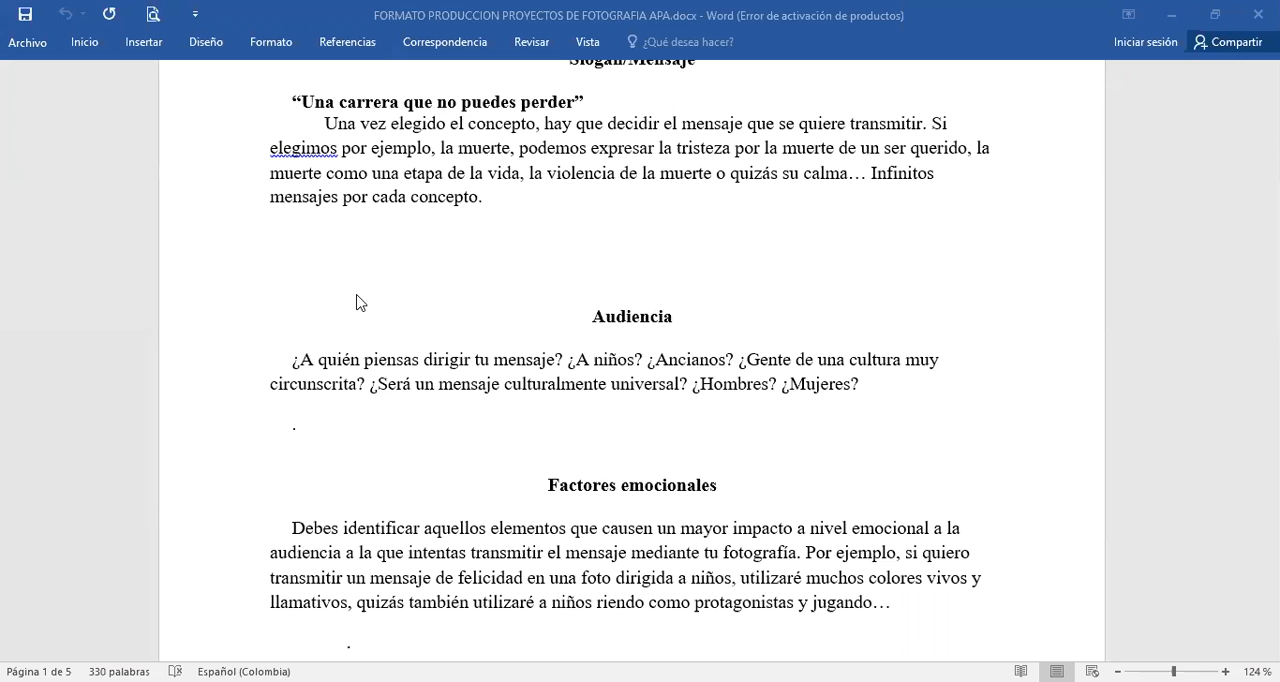 FORMATO PRODUCCION PROYECTOS DE FOTOGRAFIA APA.docx - Word (Error de activación de productos)
Archivo Inicio Insertar Diseño Formato Referencias Correspondencia Revisar Vista ¿Qué desea hacer? Iniciar sesión Compartir
Slogan/Mensaje
“Una carrera que no puedes perder”
Una vez elegido el concepto, hay que decidir el mensaje que se quiere transmitir. Si
elegimos por ejemplo, la muerte, podemos expresar la tristeza por la muerte de un ser querido, la
muerte como una etapa de la vida, la violencia de la muerte o quizás su calma… Infinitos
mensajes por cada concepto.
Audiencia
¿A quién piensas dirigir tu mensaje? ¿A niños? ¿Ancianos? ¿Gente de una cultura muy
circunscrita? ¿Será un mensaje culturalmente universal? ¿Hombres? ¿Mujeres?
.
Factores emocionales
Debes identificar aquellos elementos que causen un mayor impacto a nivel emocional a la
audiencia a la que intentas transmitir el mensaje mediante tu fotografía. Por ejemplo, si quiero
transmitir un mensaje de felicidad en una foto dirigida a niños, utilizaré muchos colores vivos y
llamativos, quizás también utilizaré a niños riendo como protagonistas y jugando…
.
Página 1 de 5 330 palabras Español (Colombia) 124 %